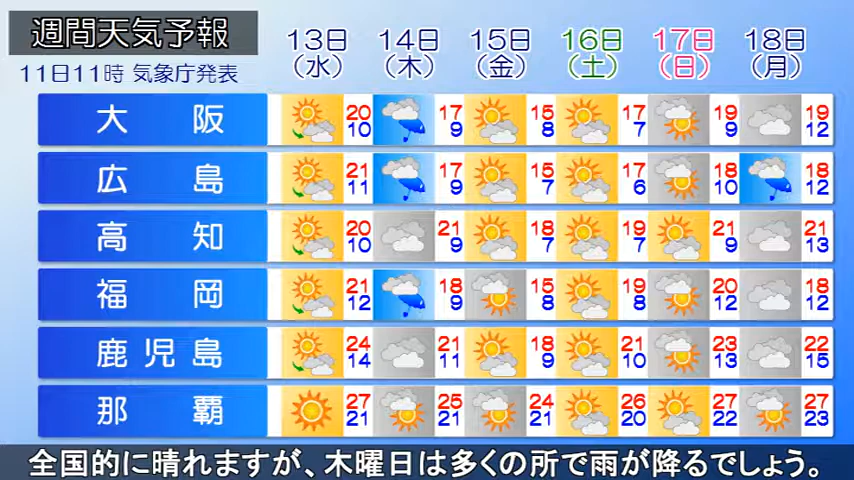 週間天気予報
11日11時 気象庁発表
13日 14日 15日 16日 17日 18日
(水) (木) (金) (土) (日) (月)
大阪 20 10 17 9 15 8 17 7 19 9 19 12
広島 21 11 17 9 15 7 17 6 18 10 18 12
高知 20 10 21 9 18 7 19 7 21 9 21 13
福岡 21 12 18 9 15 8 19 8 20 12 18 12
鹿児島 24 14 21 11 18 9 21 10 23 13 22 15
那覇 27 21 25 21 24 21 26 20 27 22 27 23
全国的に晴れますが、木曜日は多くの所で雨が降るでしょう。